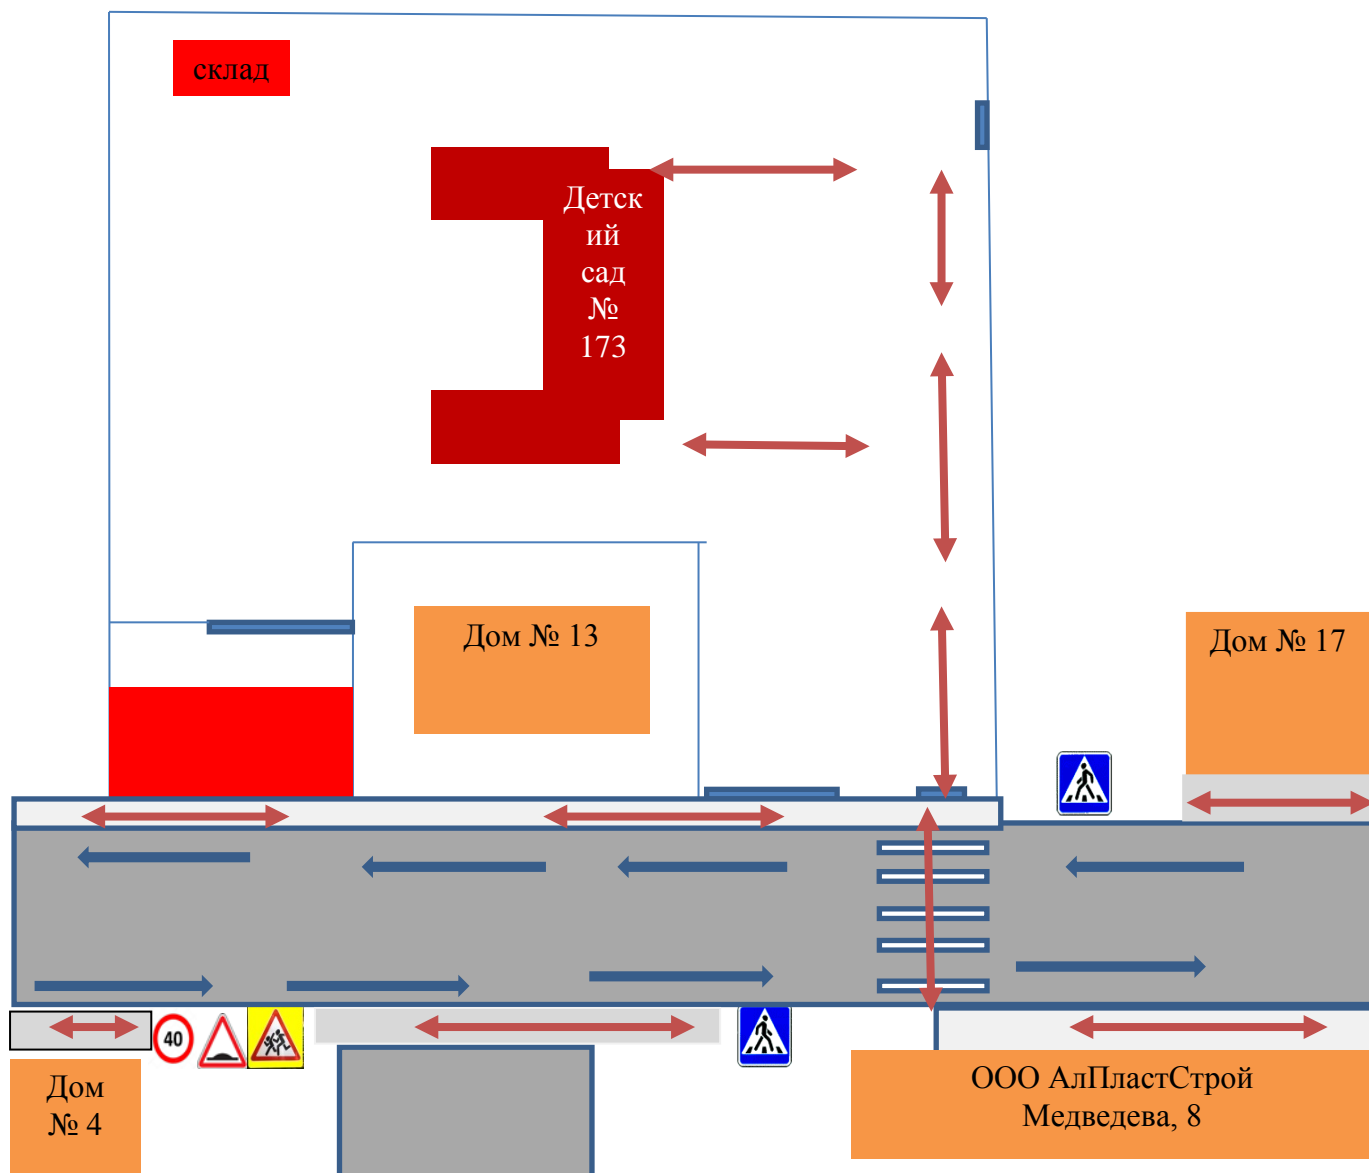 склад
Детск
ий
сад
№
173
Дом № 13
Дом № 17
40
Дом
№ 4
ООО АлПластСтрой
Медведева, 8